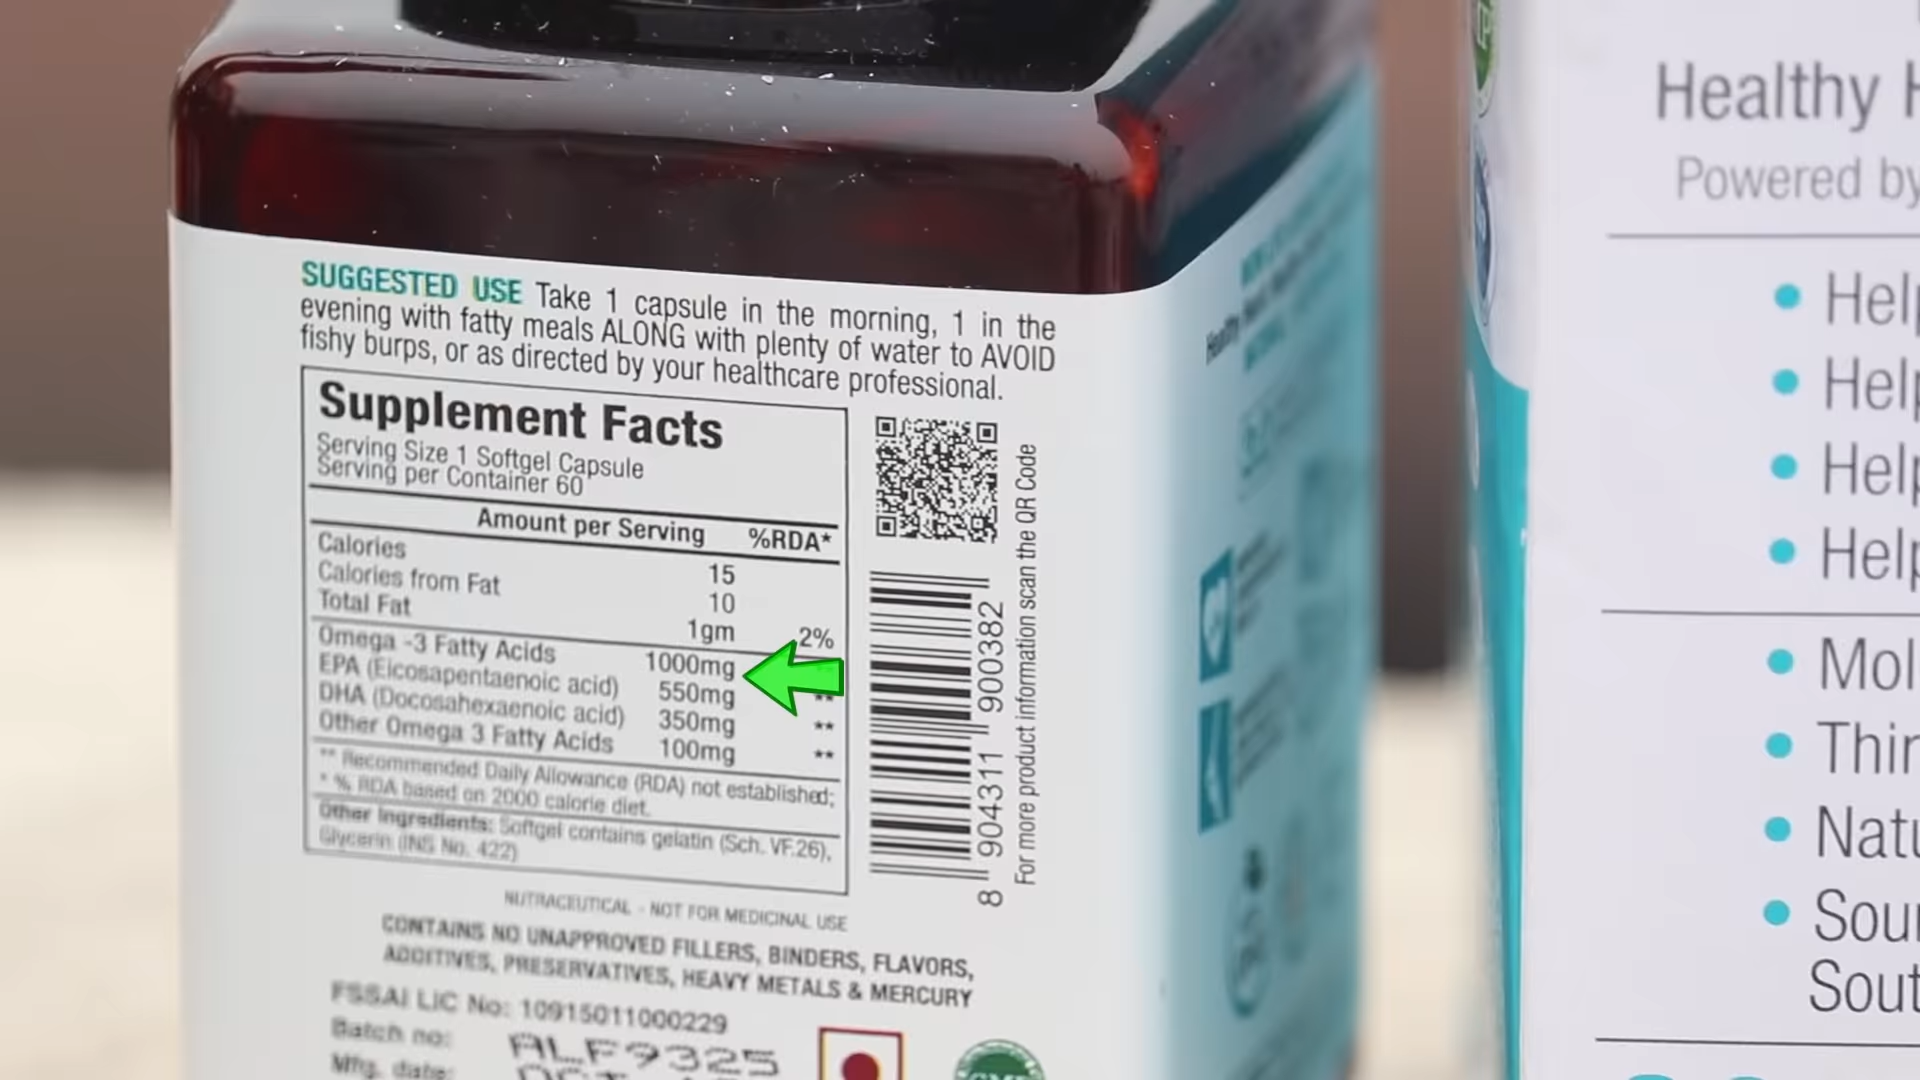 SUGGESTED USE Take 1 capsule in the morning, 1 in the
evening with fatty meals ALONG with plenty of water to AVOID
fishy burps, or as directed by your healthcare professional.
Supplement Facts
Serving Size 1 Softgel Capsule
Serving per Container 60
Amount per Serving %RDA*
Calories 15
Calories from Fat 10
Total Fat 1gm 2%
Omega -3 Fatty Acids 1000mg
EPA (Eicosapentaenoic acid) 550mg **
DHA (Docosahexaenoic acid) 350mg **
Other Omega 3 Fatty Acids 100mg **
** Recommended Daily Allowance (RDA) not established;
* % RDA based on 2000 calorie diet.
Other Ingredients: Softgel contains gelatin (Sch. VF.26),
Glycerin (INS No. 422)
For more product information scan the QR Code
8 904311 900382
NUTRACEUTICAL - NOT FOR MEDICINAL USE
CONTAINS NO UNAPPROVED FILLERS, BINDERS, FLAVORS,
ADDITIVES, PRESERVATIVES, HEAVY METALS & MERCURY
FSSAI LIC No: 10915011000229
Batch no: ALF9325
Mfg. date:
Healthy H
Powered by
Help
Help
Help
Help
Mol
Thin
Natu
Sour
Sout